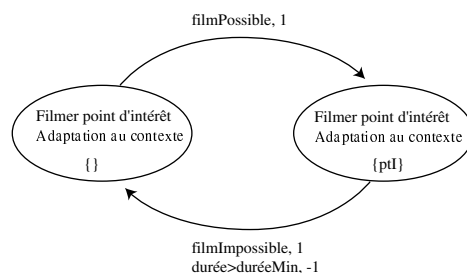 filmPossible, 1
Filmer point d'intérêt
Adaptation au contexte
{}
Filmer point d'intérêt
Adaptation au contexte
{ptI}
filmImpossible, 1
durée>duréeMin, -1